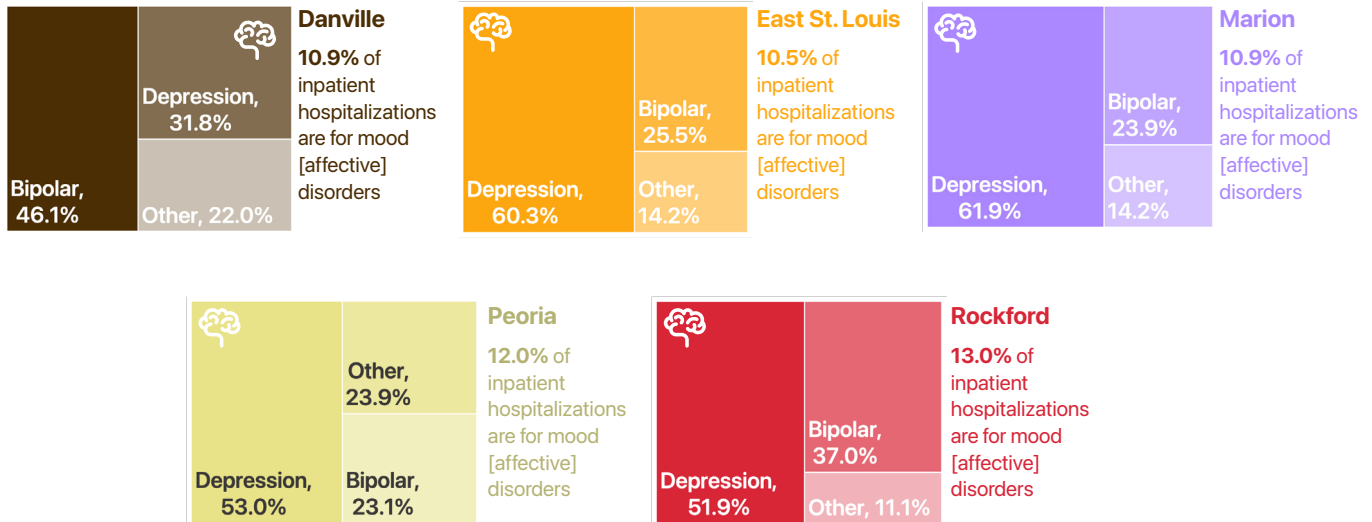 Danville
10.9% of
inpatient
hospitalizations
are for mood
[affective]
disorders
Depression,
31.8%
Bipolar,
46.1%
Other, 22.0%
East St. Louis
10.5% of
inpatient
hospitalizations
are for mood
[affective]
disorders
Bipolar,
25.5%
Depression,
60.3%
Other,
14.2%
Marion
10.9% of
inpatient
hospitalizations
are for mood
[affective]
disorders
Bipolar,
23.9%
Depression,
61.9%
Other,
14.2%
Peoria
12.0% of
inpatient
hospitalizations
are for mood
[affective]
disorders
Other,
23.9%
Depression,
53.0%
Bipolar,
23.1%
Rockford
13.0% of
inpatient
hospitalizations
are for mood
[affective]
disorders
Bipolar,
37.0%
Depression,
51.9%
Other, 11.1%